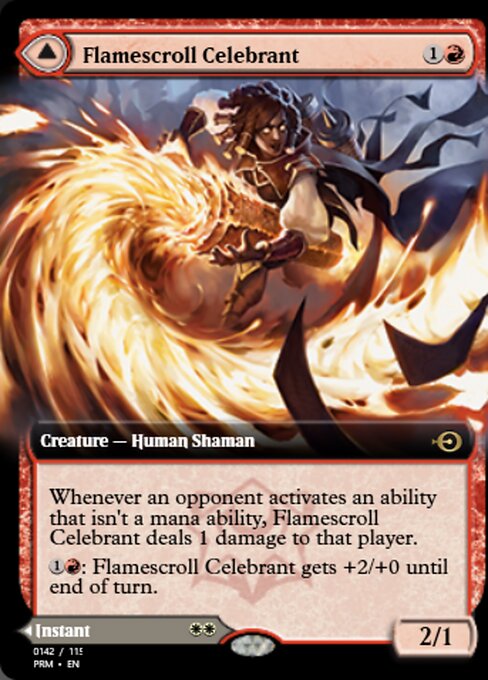 Flamescroll Celebrant 1
Creature — Human Shaman
Whenever an opponent activates an ability
that isn't a mana ability, Flamescroll
Celebrant deals 1 damage to that player.
1R: Flamescroll Celebrant gets +2/+0 until
end of turn.
Instant
2/1
0142 / 115
PRM • EN